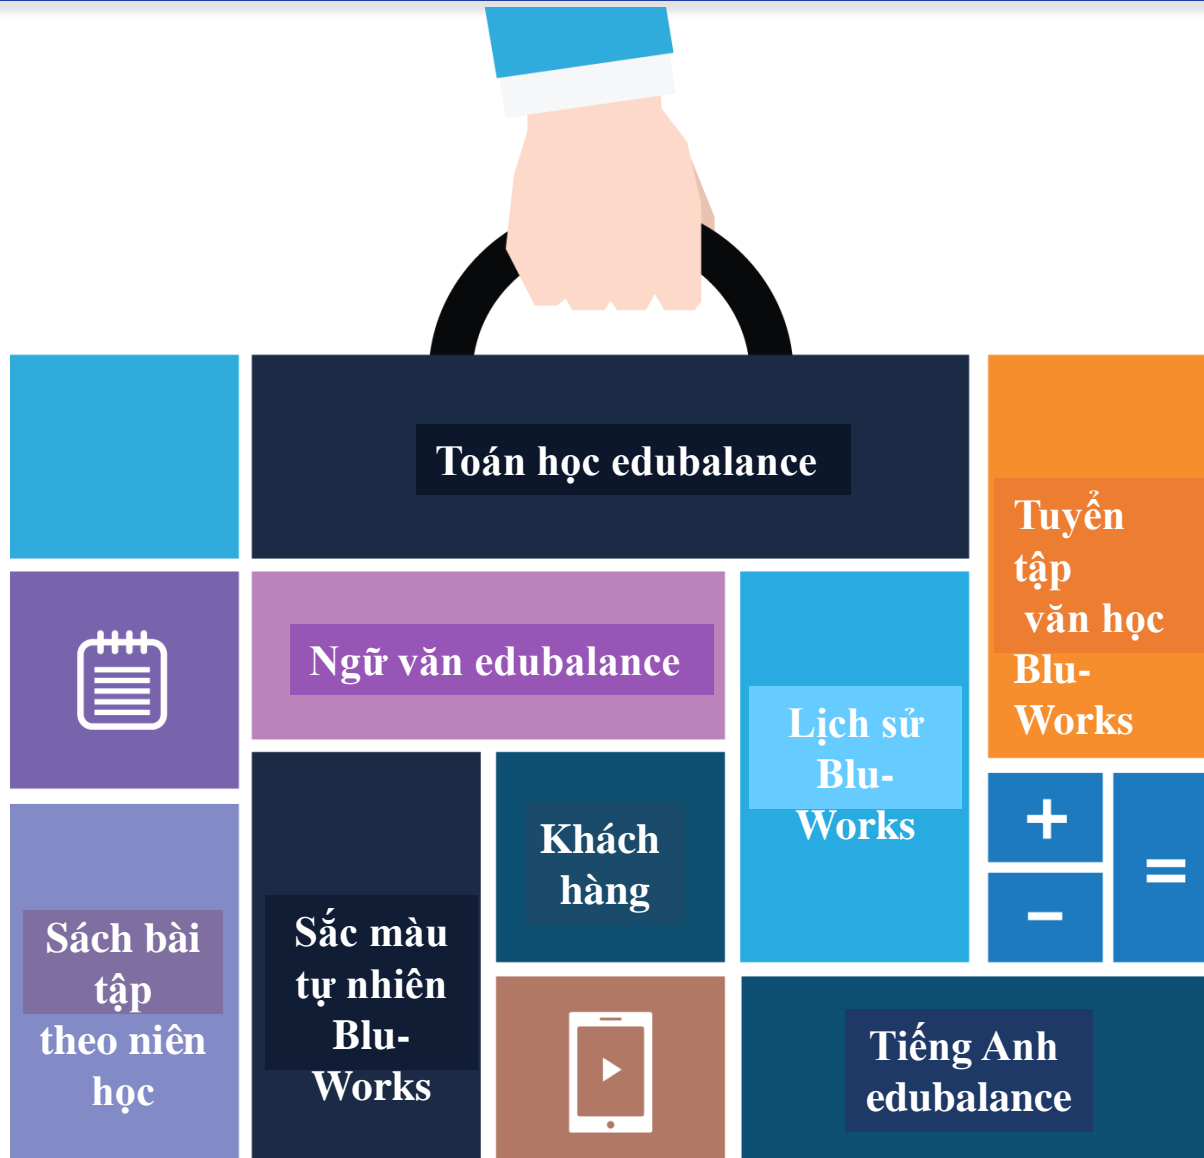 Toán học edubalance
Tuyển
tập
văn học
Blu-
Works
Ngữ văn edubalance
Lịch sử
Blu-
Works
Khách
hàng
+
=
−
Sách bài
tập
theo niên
học
Sắc màu
tự nhiên
Blu-
Works
Tiếng Anh
edubalance